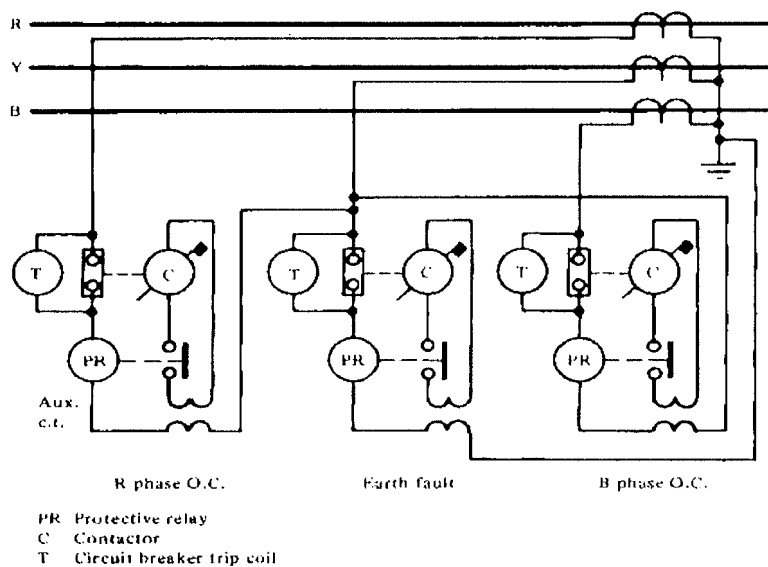 R
Y
B
T
C
T
C
T
C
PR
PR
PR
Aux.
c.t.
R phase O.C.
Earth fault
B phase O.C.
PR Protective relay
C Contactor
T Circuit breaker trip coil